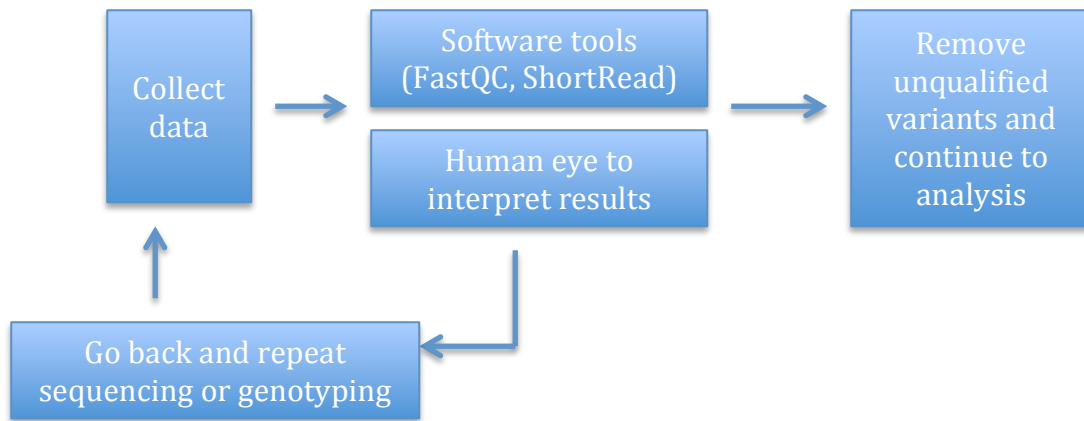 Collect
data
Software tools
(FastQC, ShortRead)
Human eye to
interpret results
Remove
unqualified
variants and
continue to
analysis
Go back and repeat
sequencing or genotyping